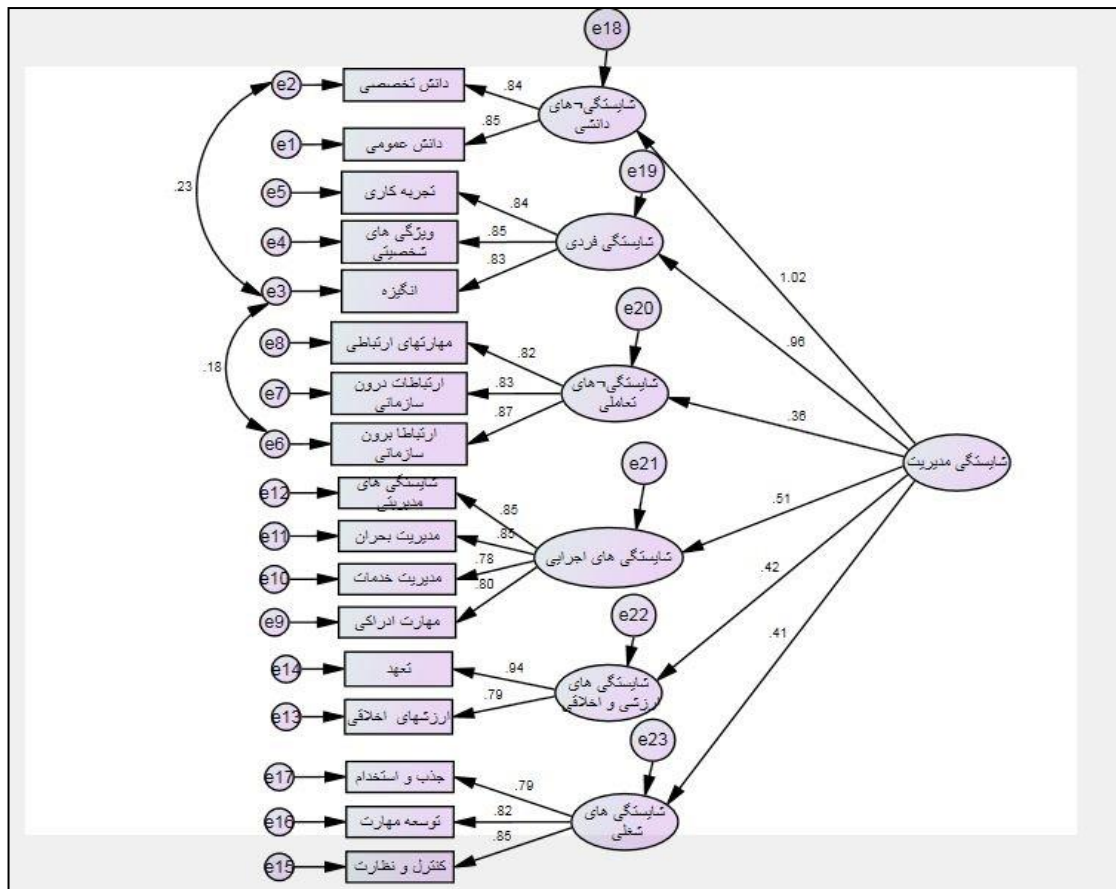 e18
e2
دانش تخصصی
.84
شایستگی¬های
دانشی
e1
دانش عمومی
.85
e19
.23
e5
تجربه کاری
.84
e4
ویژگی های
شخصیتی
.85
شایستگی فردی
e3
انگیزه
.83
1.02
e20
.96
e8
مهارتهای ارتباطی
.82
.18
e7
ارتباطات درون
سازمانی
.83
شایستگی¬های
تعاملی
.36
e6
ارتباطا برون
سازمانی
.87
شایستگی مدیریت
e21
e12
شایستگی های
مدیریتی
.85
.51
e11
مدیریت بحران
.85
شایستگی های اجرایی
e10
مدیریت خدمات
.78
.42
e9
مهارت ادراکی
.80
e22
.41
e14
تعهد
.94
شایستگی های
ارزشی و اخلاقی
e13
ارزشهای اخلاقی
.79
e23
e17
جذب و استخدام
.79
e16
توسعه مهارت
.82
شایستگی های
شغلی
e15
کنترل و نظارت
.85